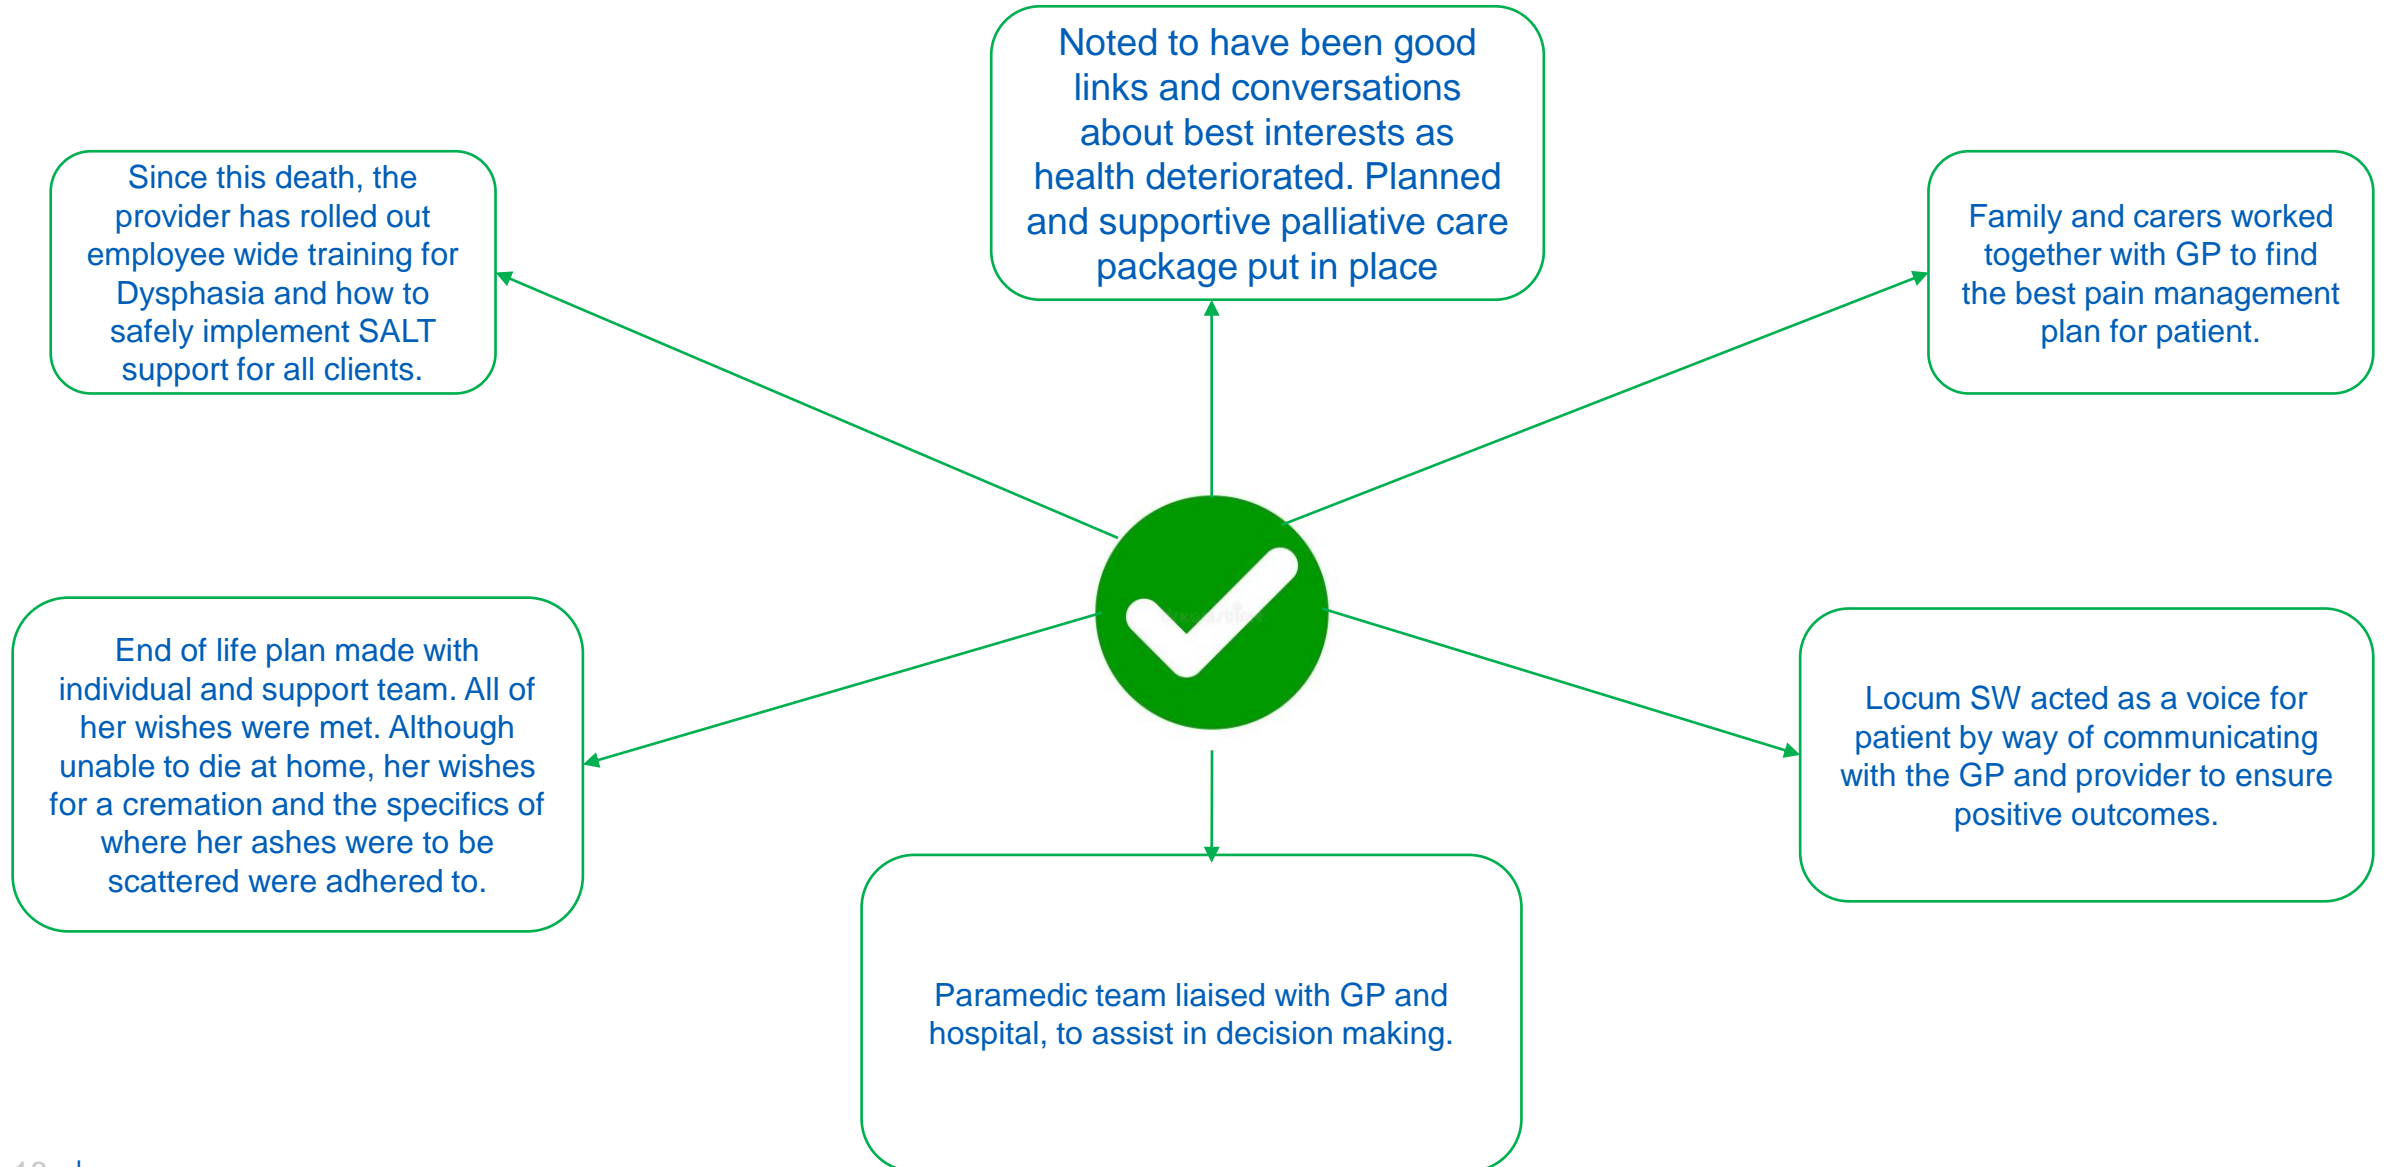 Noted to have been good
links and conversations
about best interests as
health deteriorated. Planned
and supportive palliative care
package put in place
Since this death, the
provider has rolled out
employee wide training for
Dysphasia and how to
safely implement SALT
support for all clients.
Family and carers worked
together with GP to find
the best pain management
plan for patient.
End of life plan made with
individual and support team. All of
her wishes were met. Although
unable to die at home, her wishes
for a cremation and the specifics of
where her ashes were to be
scattered were adhered to.
Locum SW acted as a voice for
patient by way of communicating
with the GP and provider to ensure
positive outcomes.
Paramedic team liaised with GP and
hospital, to assist in decision making.